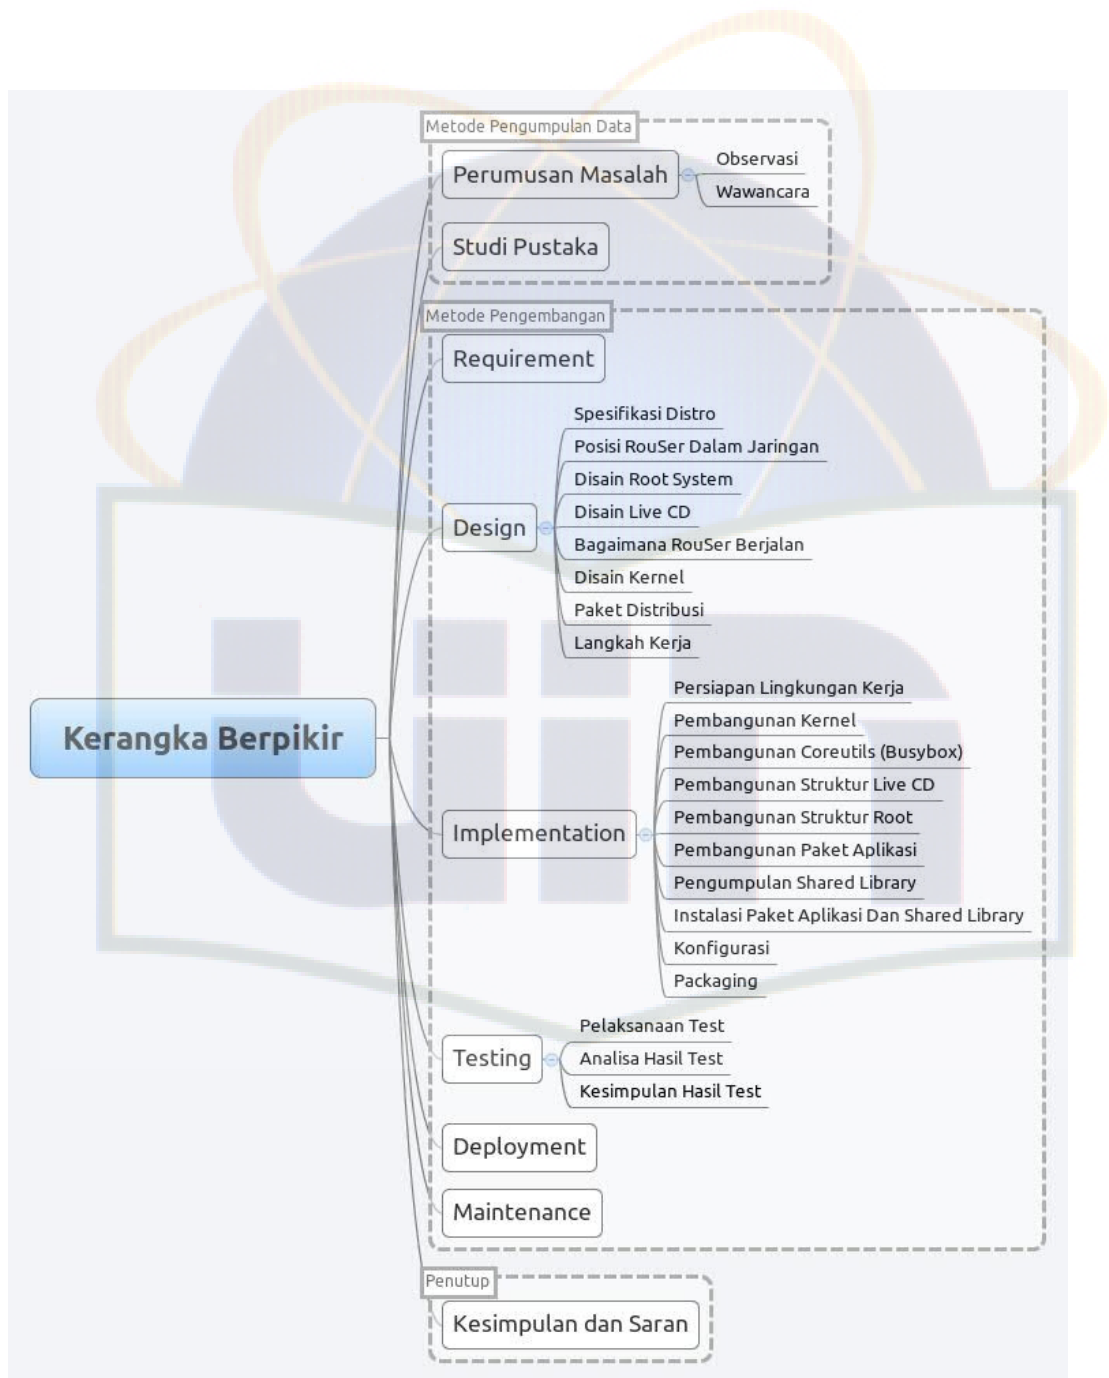 Metode Pengumpulan Data
Perumusan Masalah
Observasi
Wawancara
Studi Pustaka
Metode Pengembangan
Requirement
Design
Spesifikasi Distro
Posisi RouSer Dalam Jaringan
Disain Root System
Disain Live CD
Bagaimana RouSer Berjalan
Disain Kernel
Paket Distribusi
Langkah Kerja
Kerangka Berpikir
Implementation
Persiapan Lingkungan Kerja
Pembangunan Kernel
Pembangunan Coreutils (Busybox)
Pembangunan Struktur Live CD
Pembangunan Struktur Root
Pembangunan Paket Aplikasi
Pengumpulan Shared Library
Instalasi Paket Aplikasi Dan Shared Library
Konfigurasi
Packaging
Testing
Pelaksanaan Test
Analisa Hasil Test
Kesimpulan Hasil Test
Deployment
Maintenance
Penutup
Kesimpulan dan Saran
uin